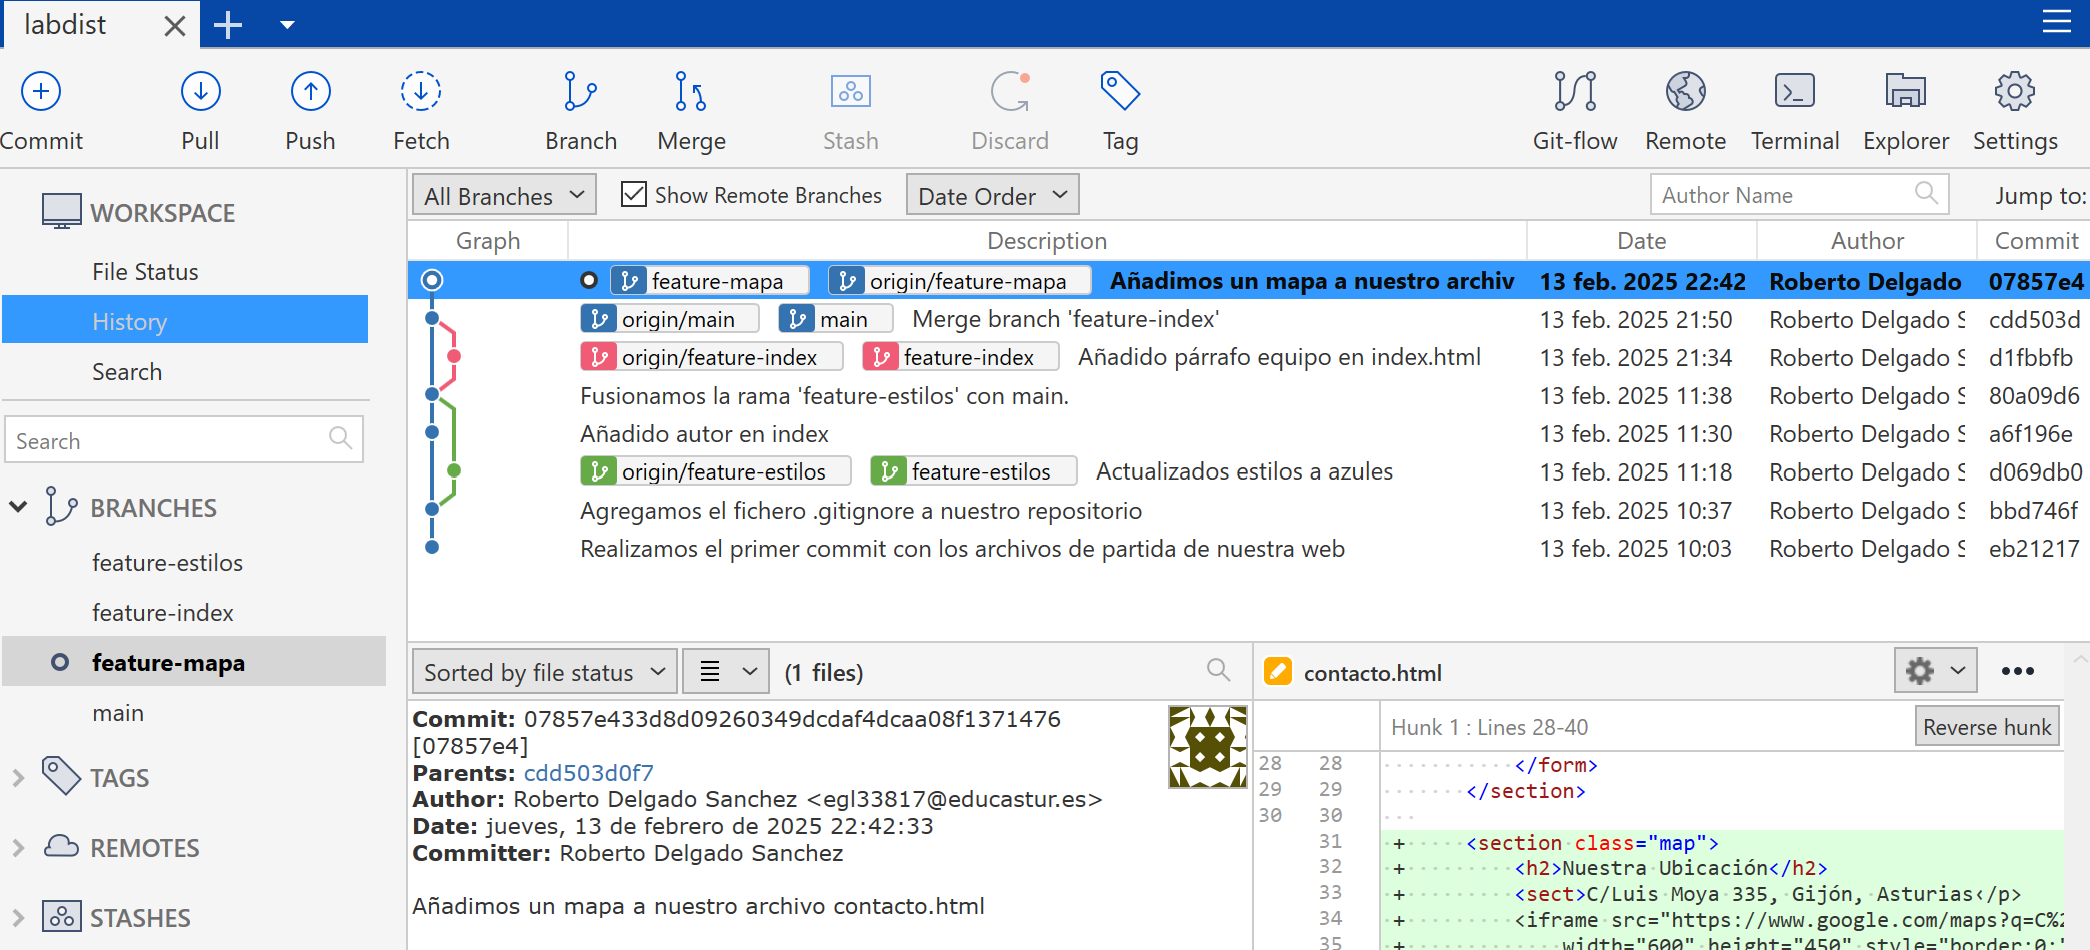 labdist
Commit Pull Push Fetch Branch Merge Stash Discard Tag Git-flow Remote Terminal Explorer Settings
WORKSPACE
File Status
History
Search
Search
BRANCHES
feature-estilos
feature-index
feature-mapa
main
TAGS
REMOTES
STASHES
All Branches Show Remote Branches Date Order Author Name Jump to:
Graph Description Date Author Commit
feature-mapa origin/feature-mapa Añadimos un mapa a nuestro archiv 13 feb. 2025 22:42 Roberto Delgado 07857e4
origin/main main Merge branch 'feature-index' 13 feb. 2025 21:50 Roberto Delgado S cdd503d
origin/feature-index feature-index Añadido párrafo equipo en index.html 13 feb. 2025 21:34 Roberto Delgado S d1fbbfb
Fusionamos la rama 'feature-estilos' con main. 13 feb. 2025 11:38 Roberto Delgado S 80a09d6
Añadido autor en index 13 feb. 2025 11:30 Roberto Delgado S a6f196e
origin/feature-estilos feature-estilos Actualizados estilos a azules 13 feb. 2025 11:18 Roberto Delgado S d069db0
Agregamos el fichero .gitignore a nuestro repositorio 13 feb. 2025 10:37 Roberto Delgado S bbd746f
Realizamos el primer commit con los archivos de partida de nuestra web 13 feb. 2025 10:03 Roberto Delgado S eb21217
Sorted by file status (1 files)
Commit: 07857e433d8d09260349dcdaf4dcaa08f1371476
[07857e4]
Parents: cdd503d0f7
Author: Roberto Delgado Sanchez <egl33817@educastur.es>
Date: jueves, 13 de febrero de 2025 22:42:33
Committer: Roberto Delgado Sanchez
Añadimos un mapa a nuestro archivo contacto.html
contacto.html
Hunk 1 : Lines 28-40 Reverse hunk
28 28 </form>
29 29 </section>
30 30
31 + <section class="map">
32 + <h2>Nuestra Ubicación</h2>
33 + <sect>C/Luis Moya 335, Gijón, Asturias</p>
34 + <iframe src="https://www.google.com/maps?q=C%2
35 + width="600" height="450" style="border:0;"